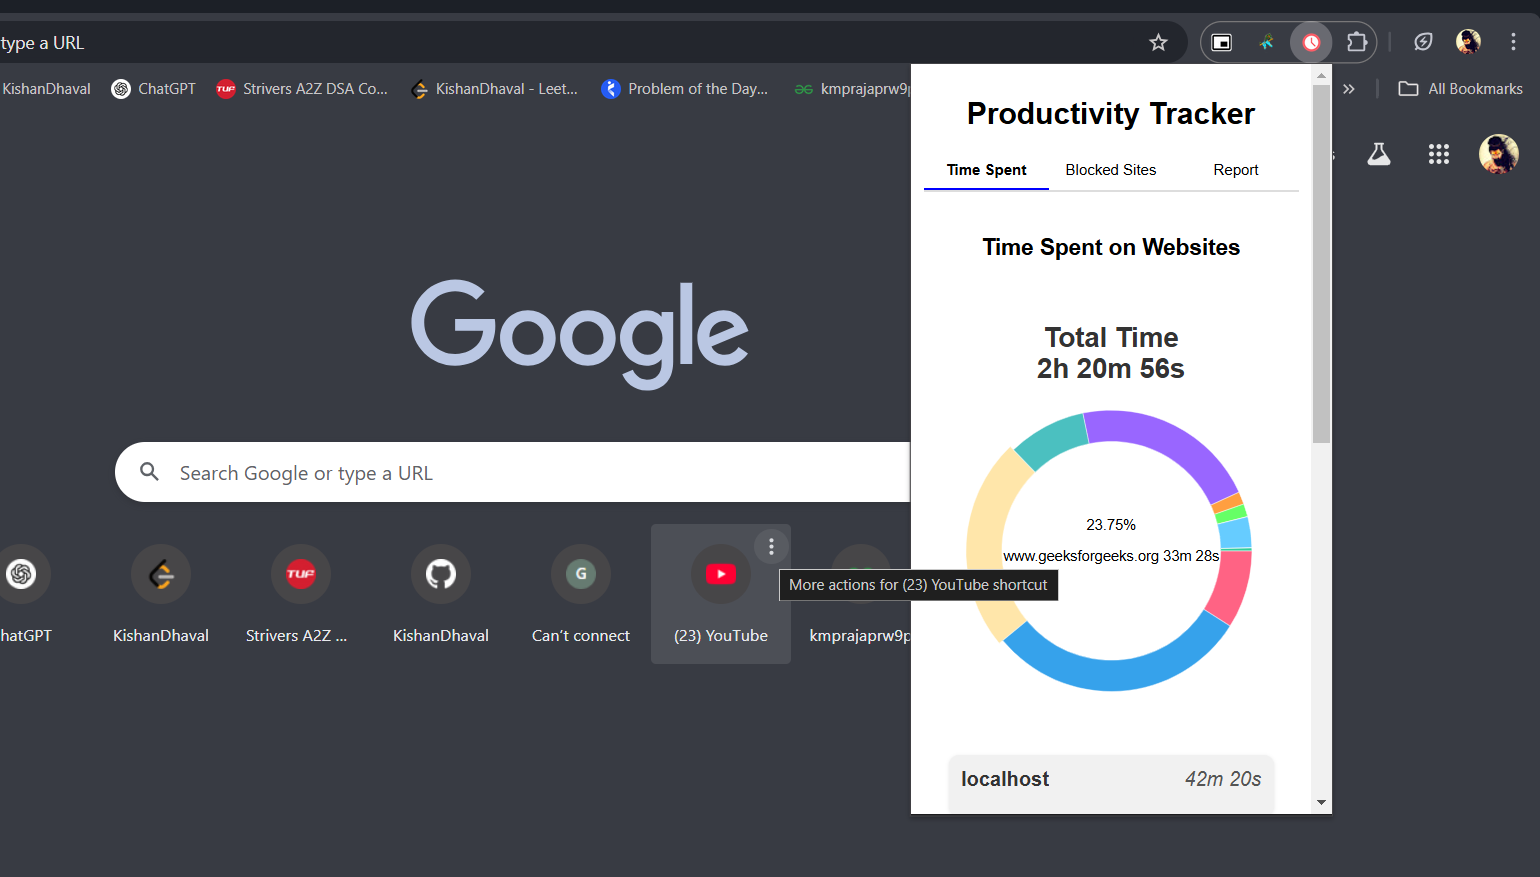 type a URL
KishanDhaval
ChatGPT
TUF
Strivers A2Z DSA Co...
KishanDhaval - Leet...
Problem of the Day...
kmprajaprw9p
»
All Bookmarks
Productivity Tracker
Time Spent
Blocked Sites
Report
Time Spent on Websites
Total Time
2h 20m 56s
Google
Search Google or type a URL
23.75%
www.geeksforgeeks.org 33m 28s
TUF
G
More actions for (23) YouTube shortcut
hatGPT
KishanDhaval
Strivers A2Z ...
KishanDhaval
Can't connect
(23) YouTube
kmprajaprw9p
localhost
42m 20s